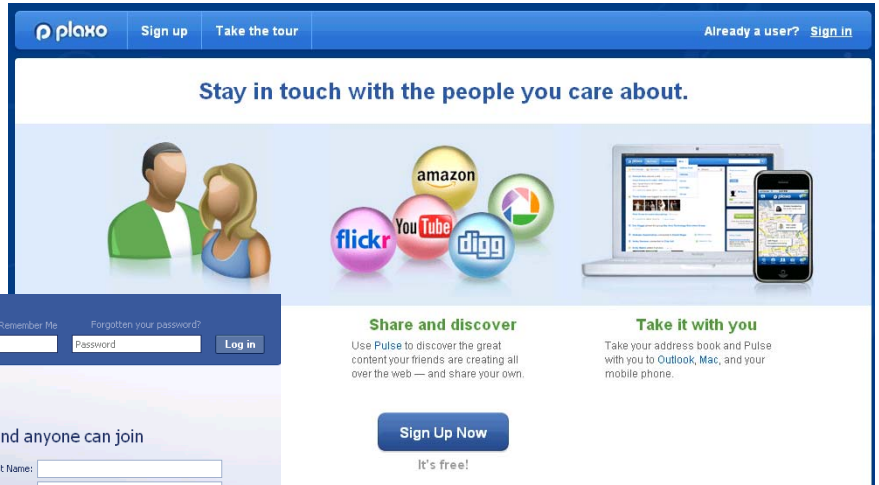 plaxo
Sign up
Take the tour
Already a user? Sign in
Stay in touch with the people you care about.
amazon
flickr
You Tube
digg
Share and discover
Use Pulse to discover the great
content your friends are creating all
over the web — and share your own.
Take it with you
Take your address book and Pulse
with you to Outlook, Mac, and your
mobile phone.
Sign Up Now
It's free!
Remember Me
Forgotten your password?
Password
Log in
nd anyone can join
t Name: